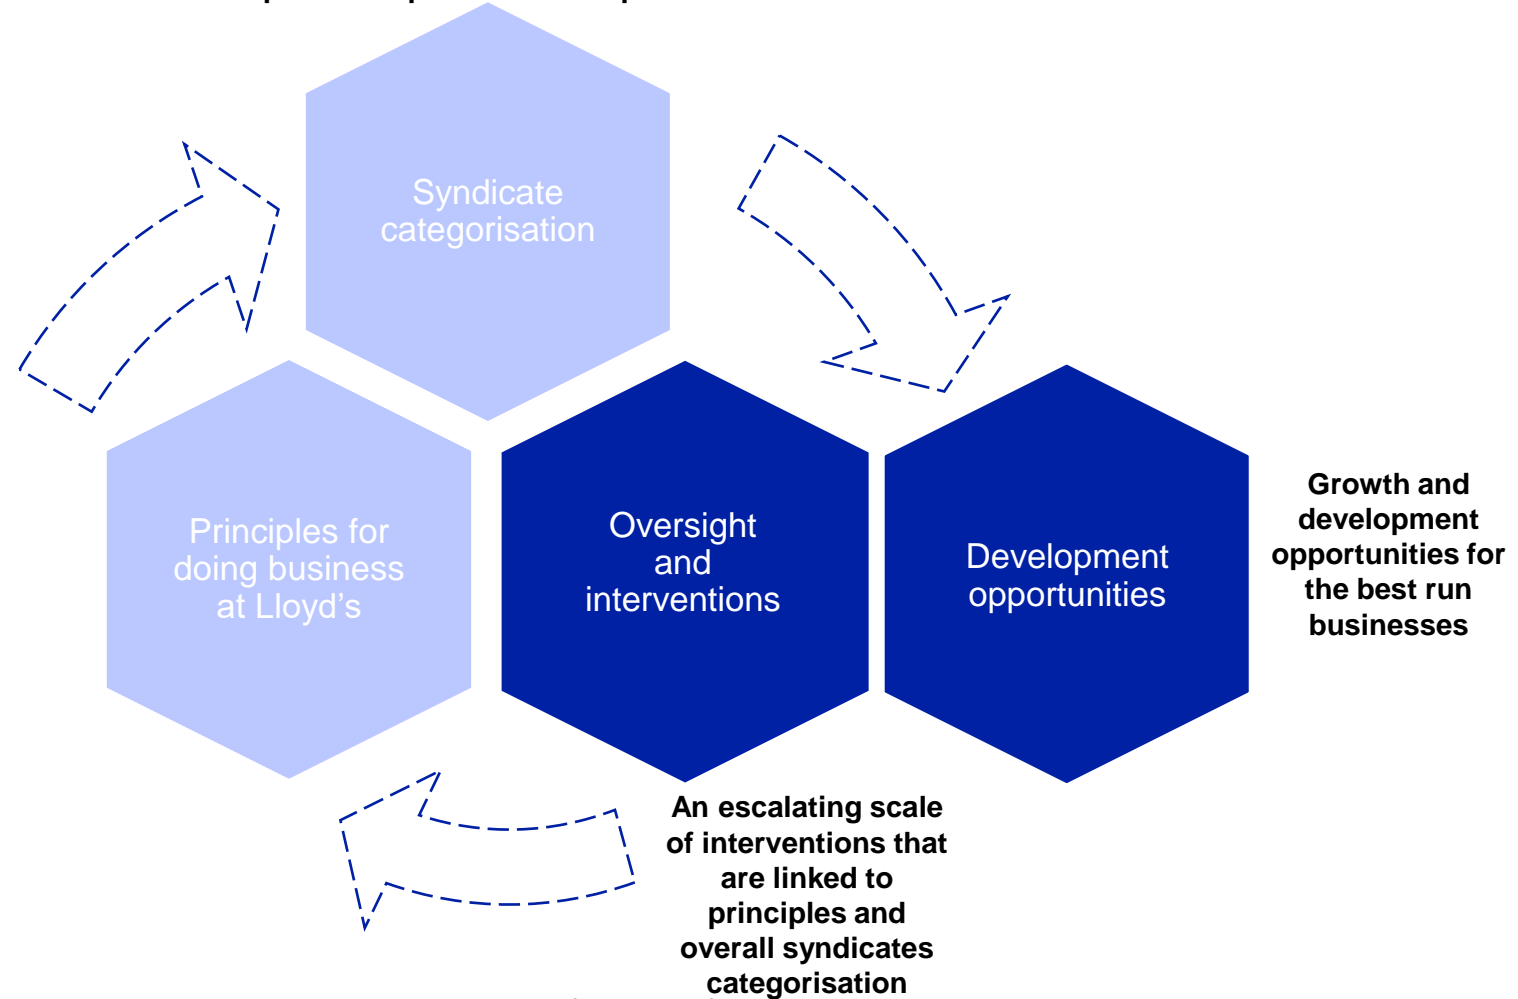 Syndicate
categorisation
Principles for
doing business
at Lloyd’s
Oversight
and
interventions
Development
opportunities
Growth and
development
opportunities for
the best run
businesses
An escalating scale
of interventions that
are linked to
principles and
overall syndicates
categorisation